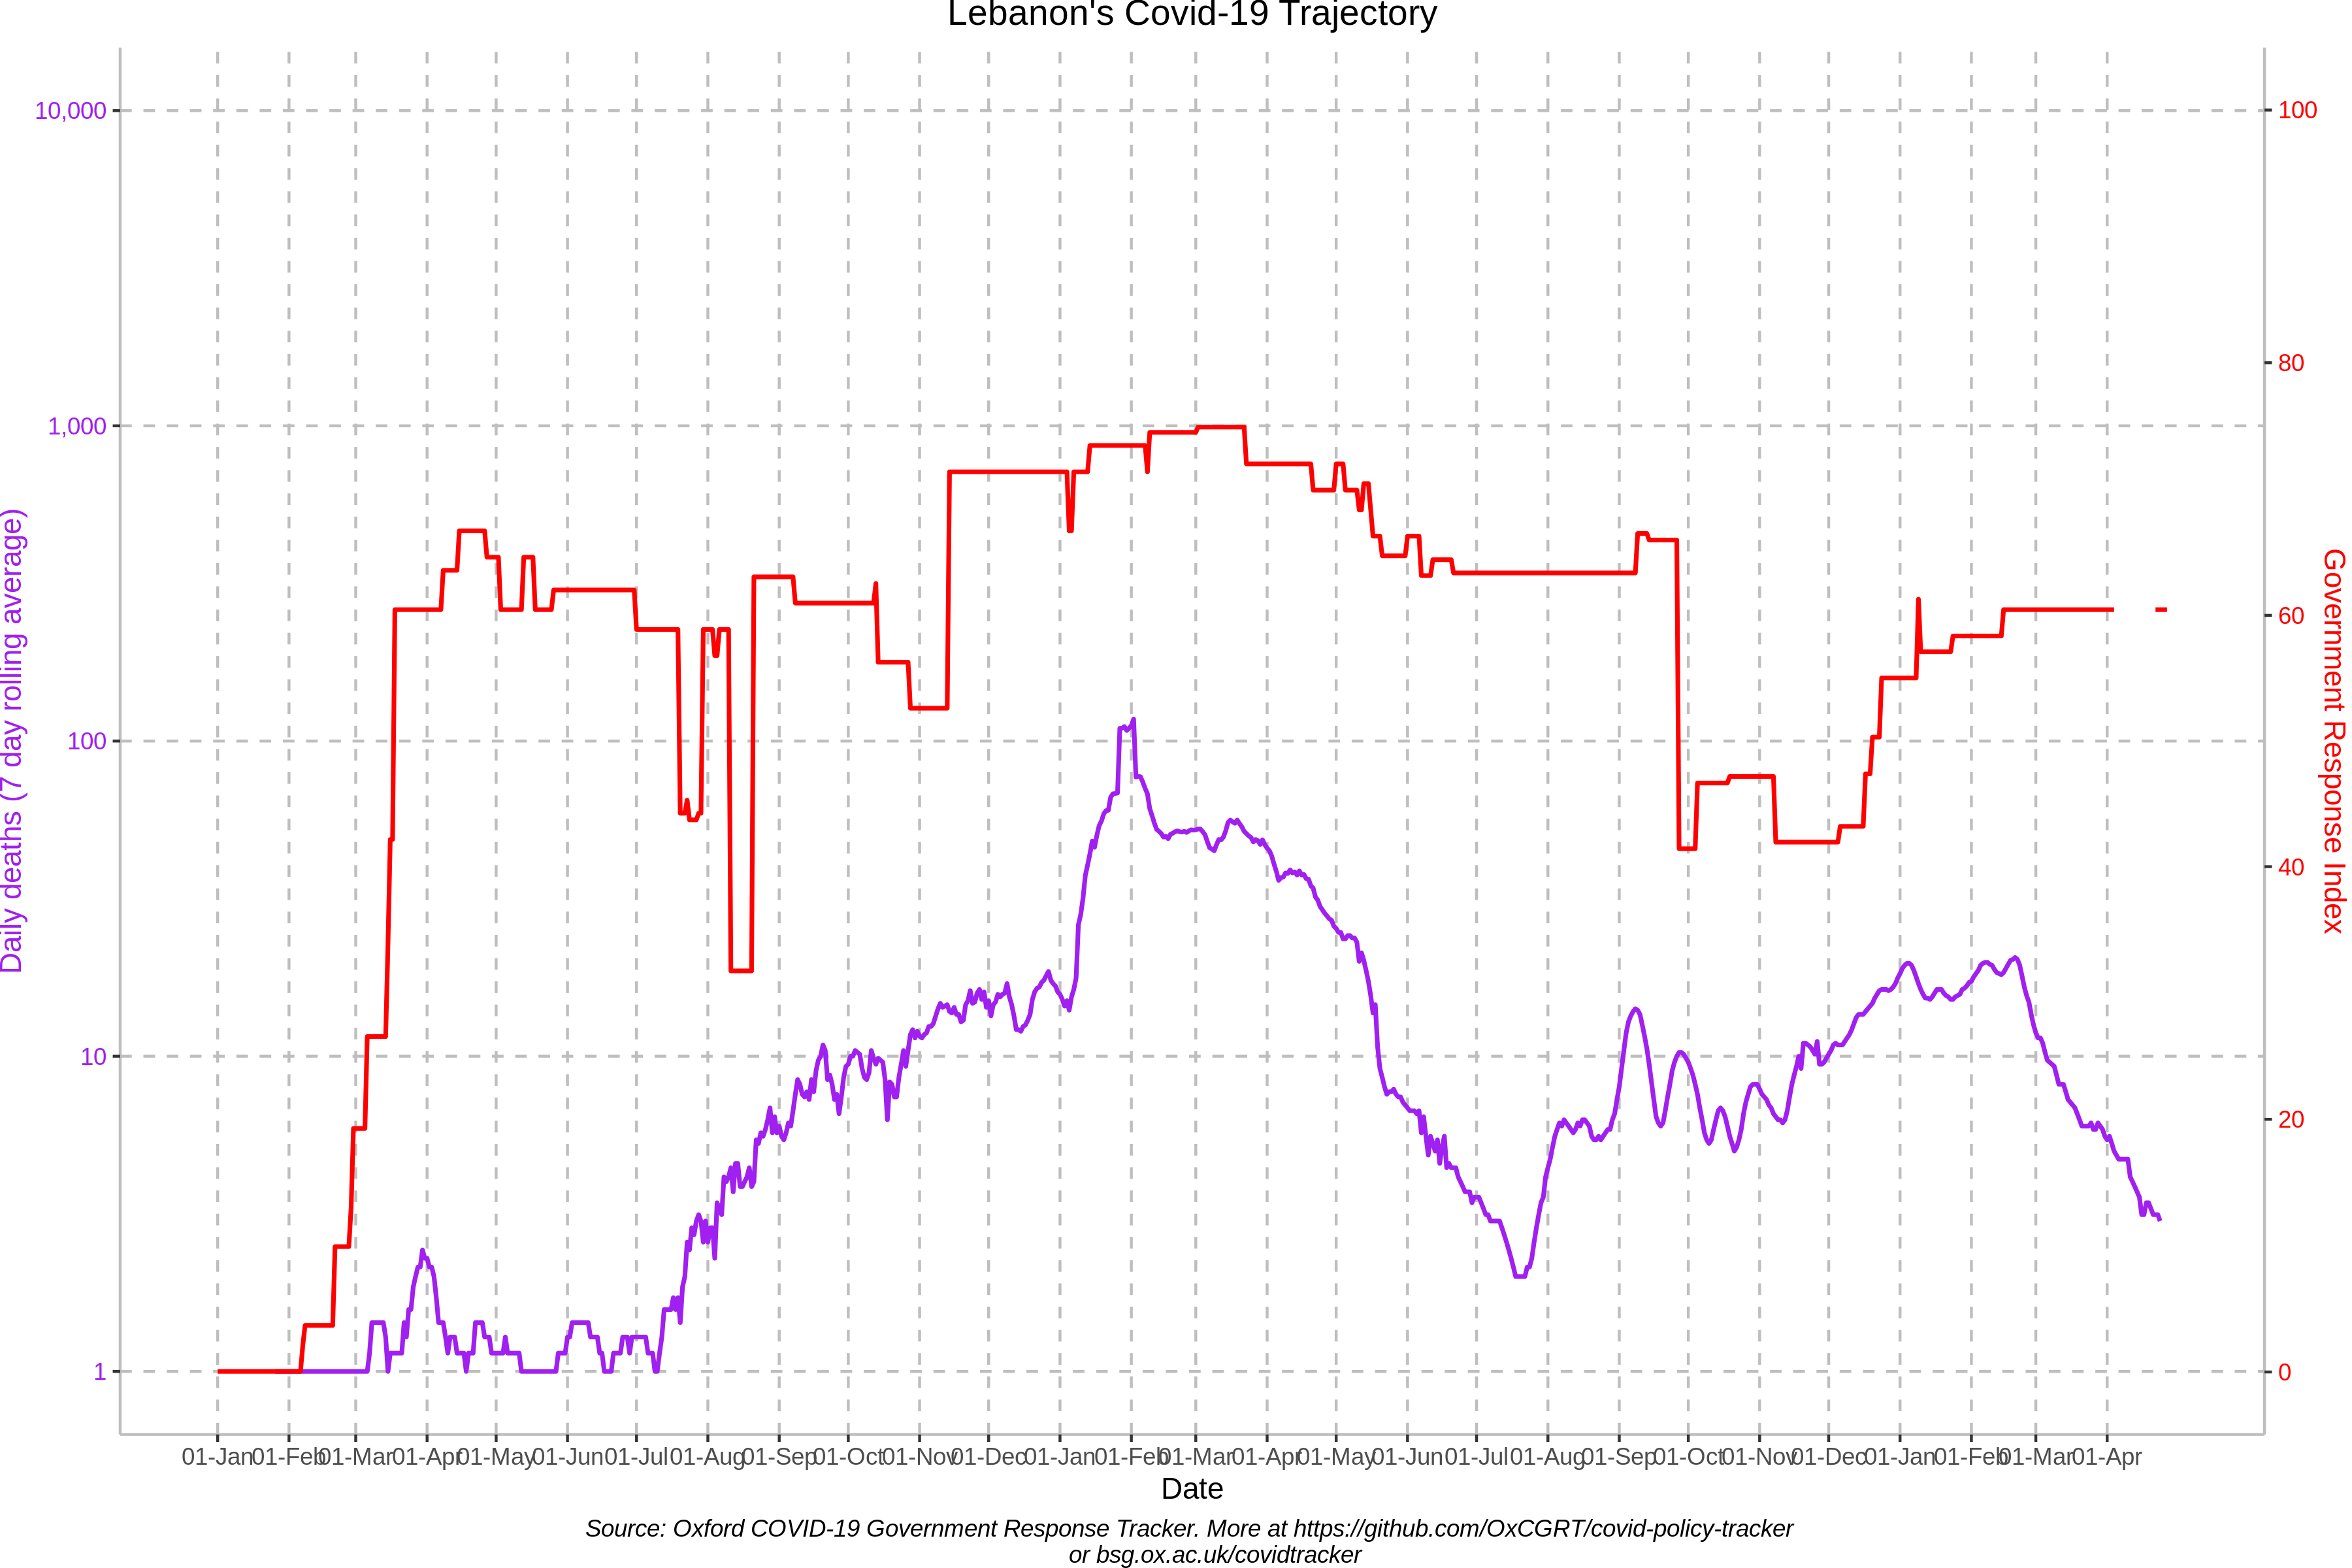 Lebanon's Covid-19 Trajectory
10,000
1,000
100
10
1
Daily deaths (7 day rolling average)
100
80
60
40
20
0
Government Response Index
01-Jan 01-Feb 01-Mar 01-Apr 01-May 01-Jun 01-Jul 01-Aug 01-Sep 01-Oct 01-Nov 01-Dec 01-Jan 01-Feb 01-Mar 01-Apr 01-May 01-Jun 01-Jul 01-Aug 01-Sep 01-Oct 01-Nov 01-Dec 01-Jan 01-Feb 01-Mar 01-Apr
Date
Source: Oxford COVID-19 Government Response Tracker. More at https://github.com/OxCGRT/covid-policy-tracker
or bsg.ox.ac.uk/covidtracker